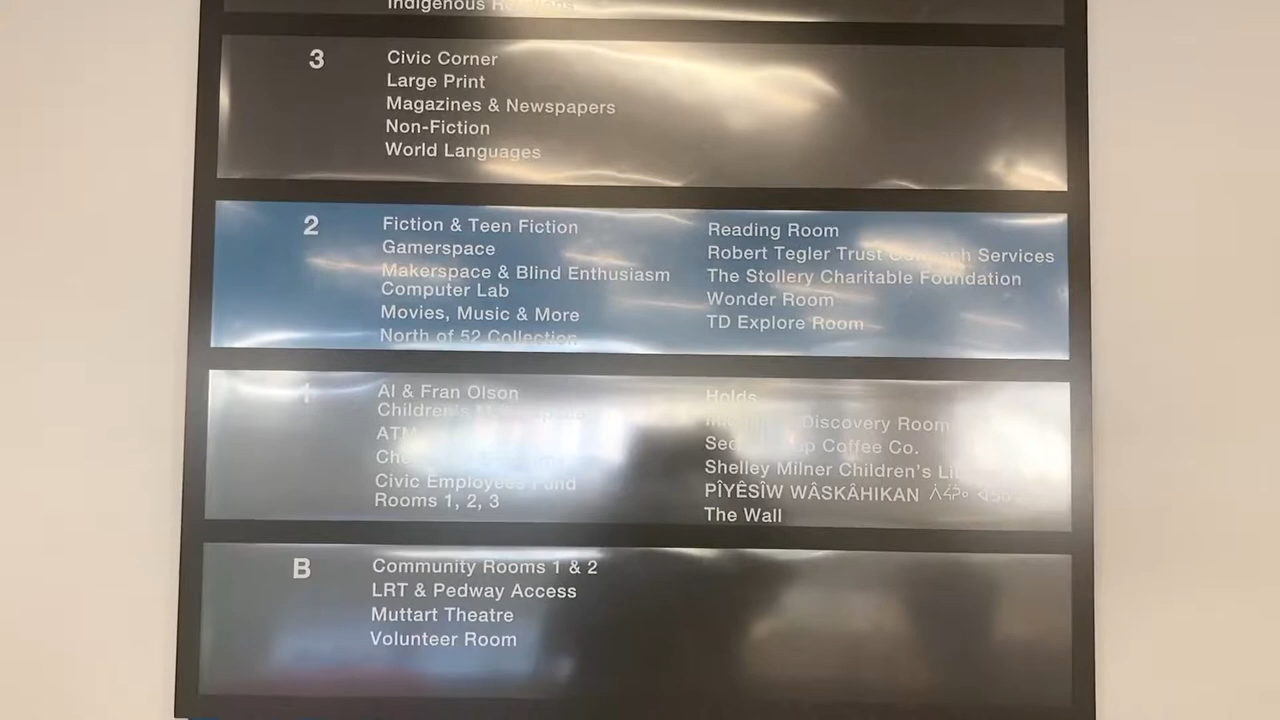 Indigenous
3
Civic Corner
Large Print
Magazines & Newspapers
Non-Fiction
World Languages
2
Fiction & Teen Fiction
Gamerspace
Makerspace & Blind Enthusiasm
Computer Lab
Movies, Music & More
North of 52 Collection
Reading Room
Robert Tegler Trust Services
The Stollery Charitable Foundation
Wonder Room
TD Explore Room
1
Al & Fran Olson
Children's
ATM
Civic Employees Fund
Rooms 1, 2, 3
Holds
Discovery Room
Coffee Co.
Shelley Milner Children's
PÎYÊSÎW WÂSKÂHIKAN
The Wall
B
Community Rooms 1 & 2
LRT & Pedway Access
Muttart Theatre
Volunteer Room